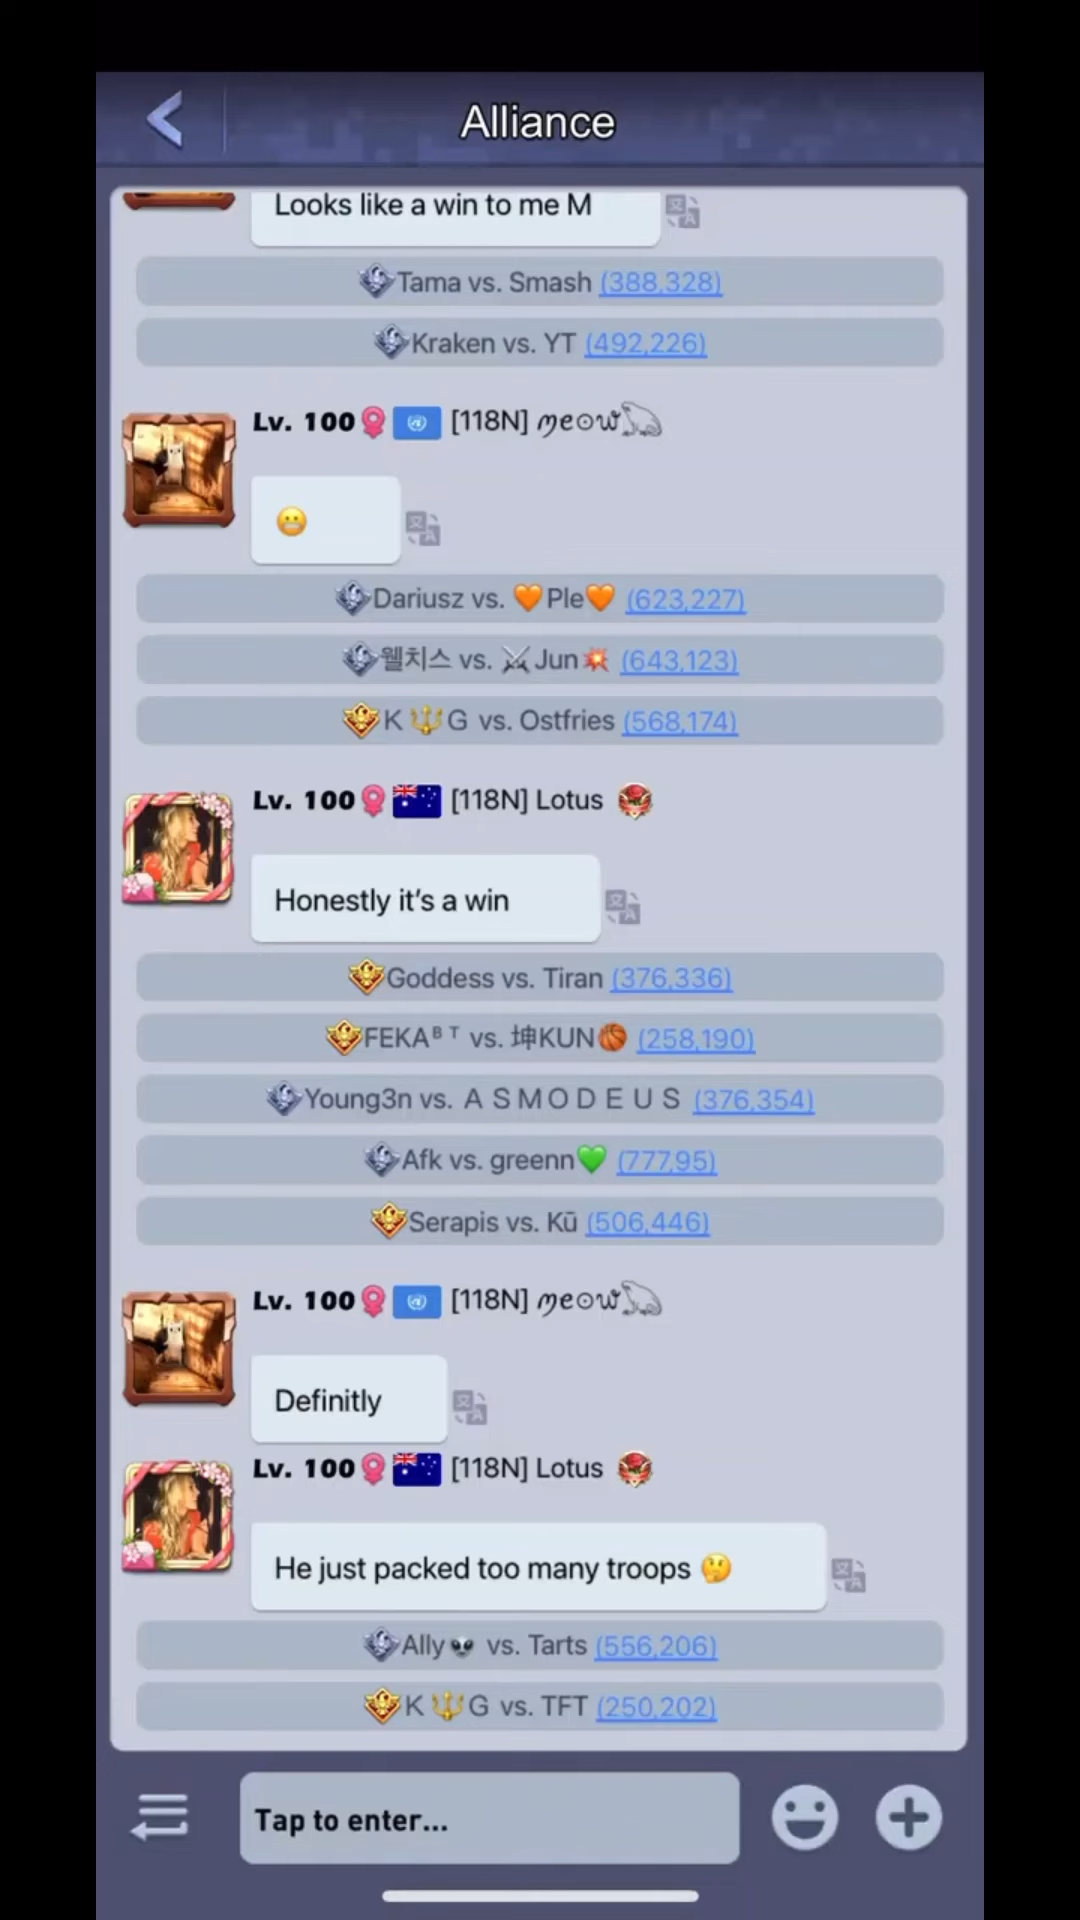 Alliance
Looks like a win to me M
Tama vs. Smash (388,328)
Kraken vs. YT (492,226)
Lv. 100 [118N] ꪑꫀ⊙ꪝ
😬
Dariusz vs. 🧡Ple🧡 (623,227)
웰치스 vs. ⚔Jun💥 (643,123)
K🔱G vs. Ostfries (568,174)
Lv. 100 [118N] Lotus
Honestly it’s a win
Goddess vs. Tiran (376,336)
FEKAᴮᵀ vs. 坤KUN🏀 (258,190)
Young3n vs. A S M O D E U S (376,354)
Afk vs. greenn💚 (777,95)
Serapis vs. Kū (506,446)
Lv. 100 [118N] ꪑꫀ⊙ꪝ
Definitly
Lv. 100 [118N] Lotus
He just packed too many troops 🤔
Ally👽 vs. Tarts (556,206)
K🔱G vs. TFT (250,202)
Tap to enter...